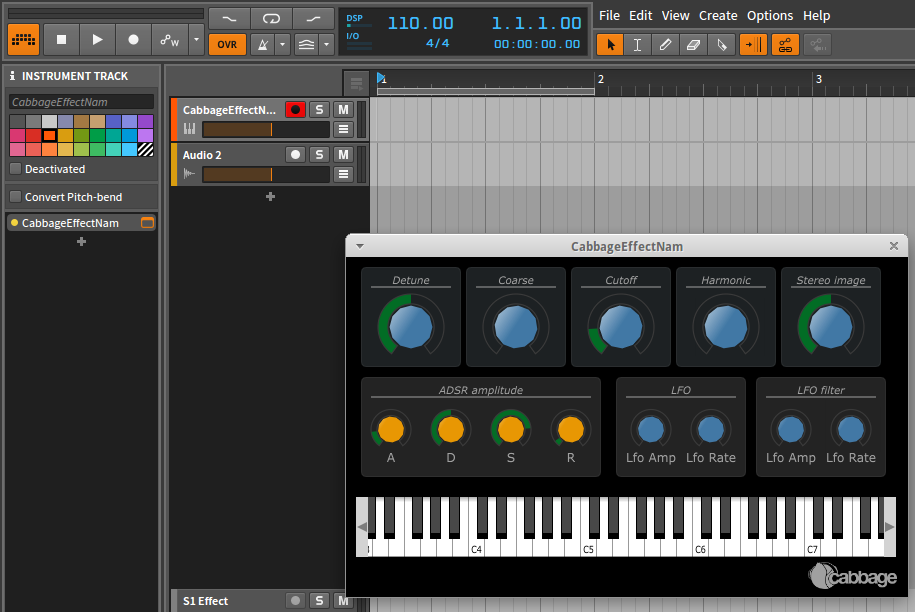 DSP
I/O
110.00
4/4
1.1.1.00
00:00:00.00
File Edit View Create Options Help
OVR
W
i INSTRUMENT TRACK
CabbageEffectNam
Deactivated
Convert Pitch-bend
CabbageEffectNam
1 2 3
CabbageEffectN... S M
Audio 2 S M
CabbageEffectNam
Detune Coarse Cutoff Harmonic Stereo image
ADSR amplitude LFO LFO filter
A D S R Lfo Amp Lfo Rate Lfo Amp Lfo Rate
C4 C5 C6 C7
cabbage
S1 Effect S M